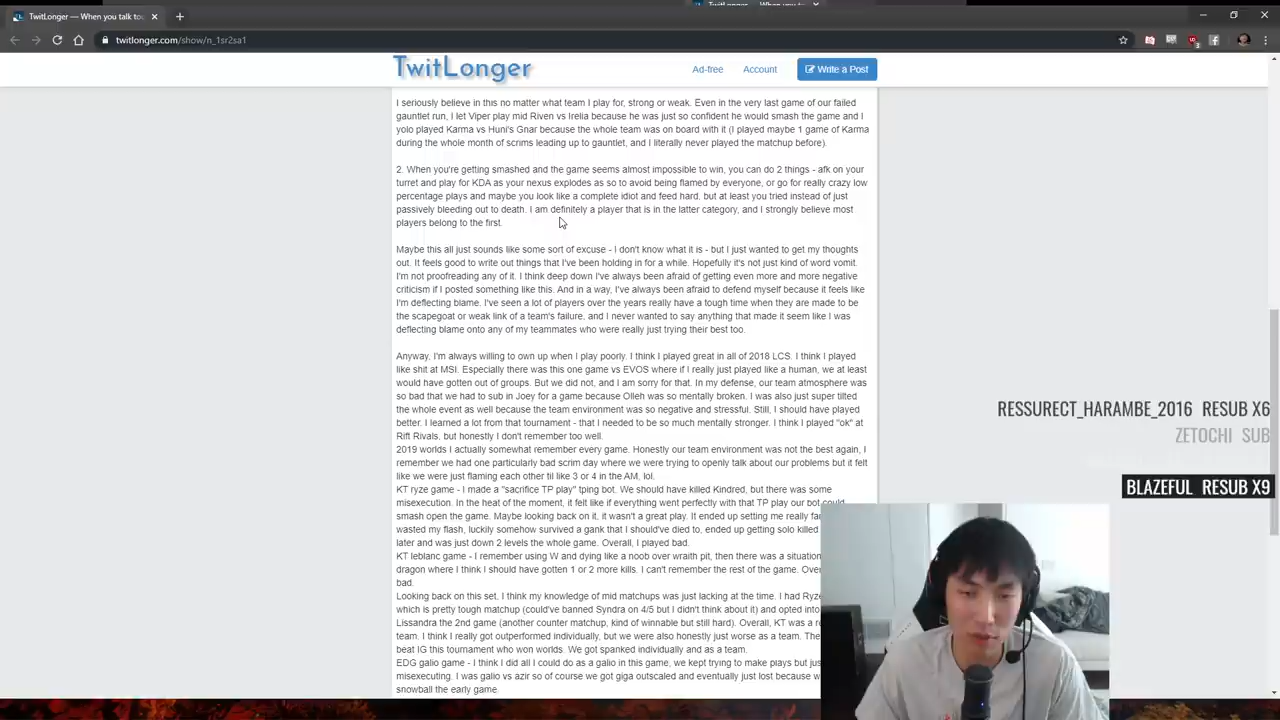 TwitLonger — When you talk to
twitlonger.com/show/n_1sr2sa1
TwitLonger
Ad-free
Account
Write a Post
I seriously believe in this no matter what team I play for, strong or weak. Even in the very last game of our failed
gauntlet run, I let Viper play mid Riven vs Irelia because he was just so confident he would smash the game and I
yolo played Karma vs Huni's Gnar because the whole team was on board with it (I played maybe 1 game of Karma
during the whole month of scrims leading up to gauntlet, and I literally never played the matchup before).
2. When you're getting smashed and the game seems almost impossible to win, you can do 2 things - afk on your
turret and play for KDA as your nexus explodes as so to avoid being flamed by everyone, or go for really crazy low
percentage plays and maybe you look like a complete idiot and feed hard, but at least you tried instead of just
passively bleeding out to death. I am definitely a player that is in the latter category, and I strongly believe most
players belong to the first.
Maybe this all just sounds like some sort of excuse - I don't know what it is - but I just wanted to get my thoughts
out. It feels good to write out things that I've been holding in for a while. Hopefully it's not just kind of word vomit.
I'm not proofreading any of it. I think deep down I've always been afraid of getting even more and more negative
criticism if I posted something like this. And in a way, I've always been afraid to defend myself because it feels like
I'm deflecting blame. I've seen a lot of players over the years really have a tough time when they are made to be
the scapegoat or weak link of a team's failure, and I never wanted to say anything that made it seem like I was
deflecting blame onto any of my teammates who were really just trying their best too.
Anyway, I'm always willing to own up when I play poorly. I think I played great in all of 2018 LCS. I think I played
like shit at MSI. Especially there was this one game vs EVOS where if I really just played like a human, we at least
would have gotten out of groups. But we did not, and I am sorry for that. In my defense, our team atmosphere was
so bad that we had to sub in Joey for a game because Olleh was so mentally broken. I was also just super tilted
the whole event as well because the team environment was so negative and stressful. Still, I should have played
better. I learned a lot from that tournament - that I needed to be so much mentally stronger. I think I played "ok" at
Rift Rivals, but honestly I don't remember too well.
2019 worlds I actually somewhat remember every game. Honestly our team environment was not the best again, I
remember we had one particularly bad scrim day where we were trying to openly talk about our problems but it felt
like we were just flaming each other til like 3 or 4 in the AM, lol.
KT ryze game - I made a "sacrifice TP play" tping bot. We should have killed Kindred, but there was some
misexecution. In the heat of the moment, it felt like if everything went perfectly with that TP play our bot could
smash open the game. Maybe looking back on it, it wasn't a great play. It ended up setting me really
wasted my flash, luckily somehow survived a gank that I should've died to, ended up getting solo killed
later and was just down 2 levels the whole game. Overall, I played bad.
KT leblanc game - I remember using W and dying like a noob over wraith pit, then there was a situation
dragon where I think I should have gotten 1 or 2 more kills. I can't remember the rest of the game.
bad.
Looking back on this set, I think my knowledge of mid matchups was just lacking at the time. I had Ryze
which is pretty tough matchup (could've banned Syndra on 4/5 but I didn't think about it) and opted into
Lissandra the 2nd game (another counter matchup, kind of winnable but still hard). Overall, KT was a
team. I think I really got outperformed individually, but we were also honestly just worse as a team.
beat IG this tournament who won worlds. We got spanked individually and as a team.
EDG galio game - I think I did all I could do as a galio in this game, we kept trying to make plays but
misexecuting. I was galio vs azir so of course we got giga outscaled and eventually just lost because
snowball the early game.
RESSURECT_HARAMBE_2016 RESUB X6
ZETOCHI SUB
BLAZEFUL RESUB X9